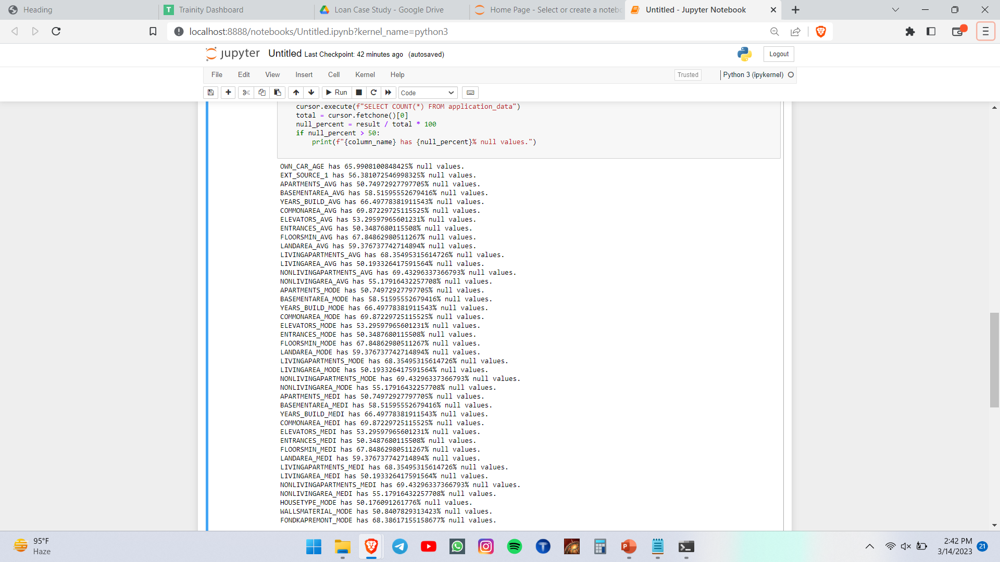 Heading
Trainity Dashboard
Loan Case Study - Google Drive
Home Page - Select or create a noteb
Untitled - Jupyter Notebook
localhost:8888/notebooks/Untitled.ipynb?kernel_name=python3
jupyter Untitled Last Checkpoint: 42 minutes ago (autosaved)
Logout
File Edit View Insert Cell Kernel Help
Trusted
Python 3 (ipykernel)
Run
Code
cursor.execute(f"SELECT COUNT(*) FROM application_data")
total = cursor.fetchone()[0]
null_percent = result / total * 100
if null_percent > 50:
print(f"{column_name} has {null_percent}% null values.")
OWN_CAR_AGE has 65.9908100848425% null values.
EXT_SOURCE_1 has 56.381072546998325% null values.
APARTMENTS_AVG has 50.74972927797705% null values.
BASEMENTAREA_AVG has 58.51595552679416% null values.
YEARS_BUILD_AVG has 66.49778381911543% null values.
COMMONAREA_AVG has 69.87229725115525% null values.
ELEVATORS_AVG has 53.29597965601231% null values.
ENTRANCES_AVG has 50.3487680115508% null values.
FLOORSMIN_AVG has 67.84862980511267% null values.
LANDAREA_AVG has 59.376737742714894% null values.
LIVINGAPARTMENTS_AVG has 68.35495315614726% null values.
LIVINGAREA_AVG has 50.193326417591564% null values.
NONLIVINGAPARTMENTS_AVG has 69.43296337366793% null values.
NONLIVINGAREA_AVG has 55.17916432257708% null values.
APARTMENTS_MODE has 50.74972927797705% null values.
BASEMENTAREA_MODE has 58.51595552679416% null values.
YEARS_BUILD_MODE has 66.49778381911543% null values.
COMMONAREA_MODE has 69.87229725115525% null values.
ELEVATORS_MODE has 53.29597965601231% null values.
ENTRANCES_MODE has 50.3487680115508% null values.
FLOORSMIN_MODE has 67.84862980511267% null values.
LANDAREA_MODE has 59.376737742714894% null values.
LIVINGAPARTMENTS_MODE has 68.35495315614726% null values.
LIVINGAREA_MODE has 50.193326417591564% null values.
NONLIVINGAPARTMENTS_MODE has 69.43296337366793% null values.
NONLIVINGAREA_MODE has 55.17916432257708% null values.
APARTMENTS_MEDI has 50.74972927797705% null values.
BASEMENTAREA_MEDI has 58.51595552679416% null values.
YEARS_BUILD_MEDI has 66.49778381911543% null values.
COMMONAREA_MEDI has 69.87229725115525% null values.
ELEVATORS_MEDI has 53.29597965601231% null values.
ENTRANCES_MEDI has 50.3487680115508% null values.
FLOORSMIN_MEDI has 67.84862980511267% null values.
LANDAREA_MEDI has 59.376737742714894% null values.
LIVINGAPARTMENTS_MEDI has 68.35495315614726% null values.
LIVINGAREA_MEDI has 50.193326417591564% null values.
NONLIVINGAPARTMENTS_MEDI has 69.43296337366793% null values.
NONLIVINGAREA_MEDI has 55.17916432257708% null values.
HOUSETYPE_MODE has 50.176091261776% null values.
WALLSMATERIAL_MODE has 50.8407829313423% null values.
FONDKAPREMONT_MODE has 68.38617155158677% null values.
95°F
Haze
2:42 PM
3/14/2023
21